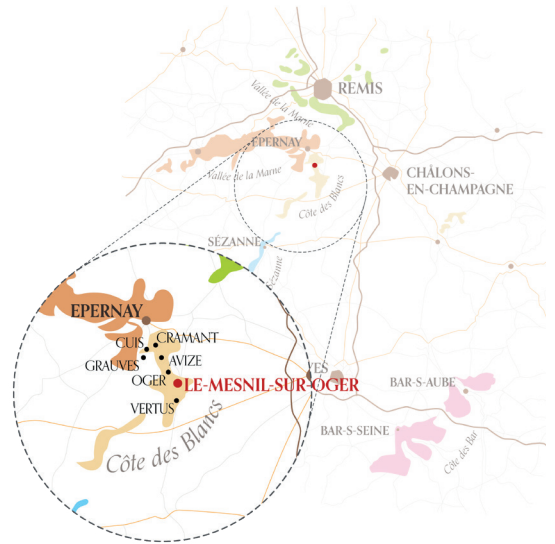 Vallée de la Marne
REMIS
EPERNAY
Vallée de la Marne
CHÂLONS-
EN-CHAMPAGNE
Côte des Blancs
SÉZANNE
Sézanne
EPERNAY
CUIS
CRAMANT
GRAUVES
AVIZE
OGER
LE-MESNIL-SUR-OGER
VERTUS
Côte des Blancs
YES
BAR-S-AUBE
BAR-S-SEINE
Côte des Bar